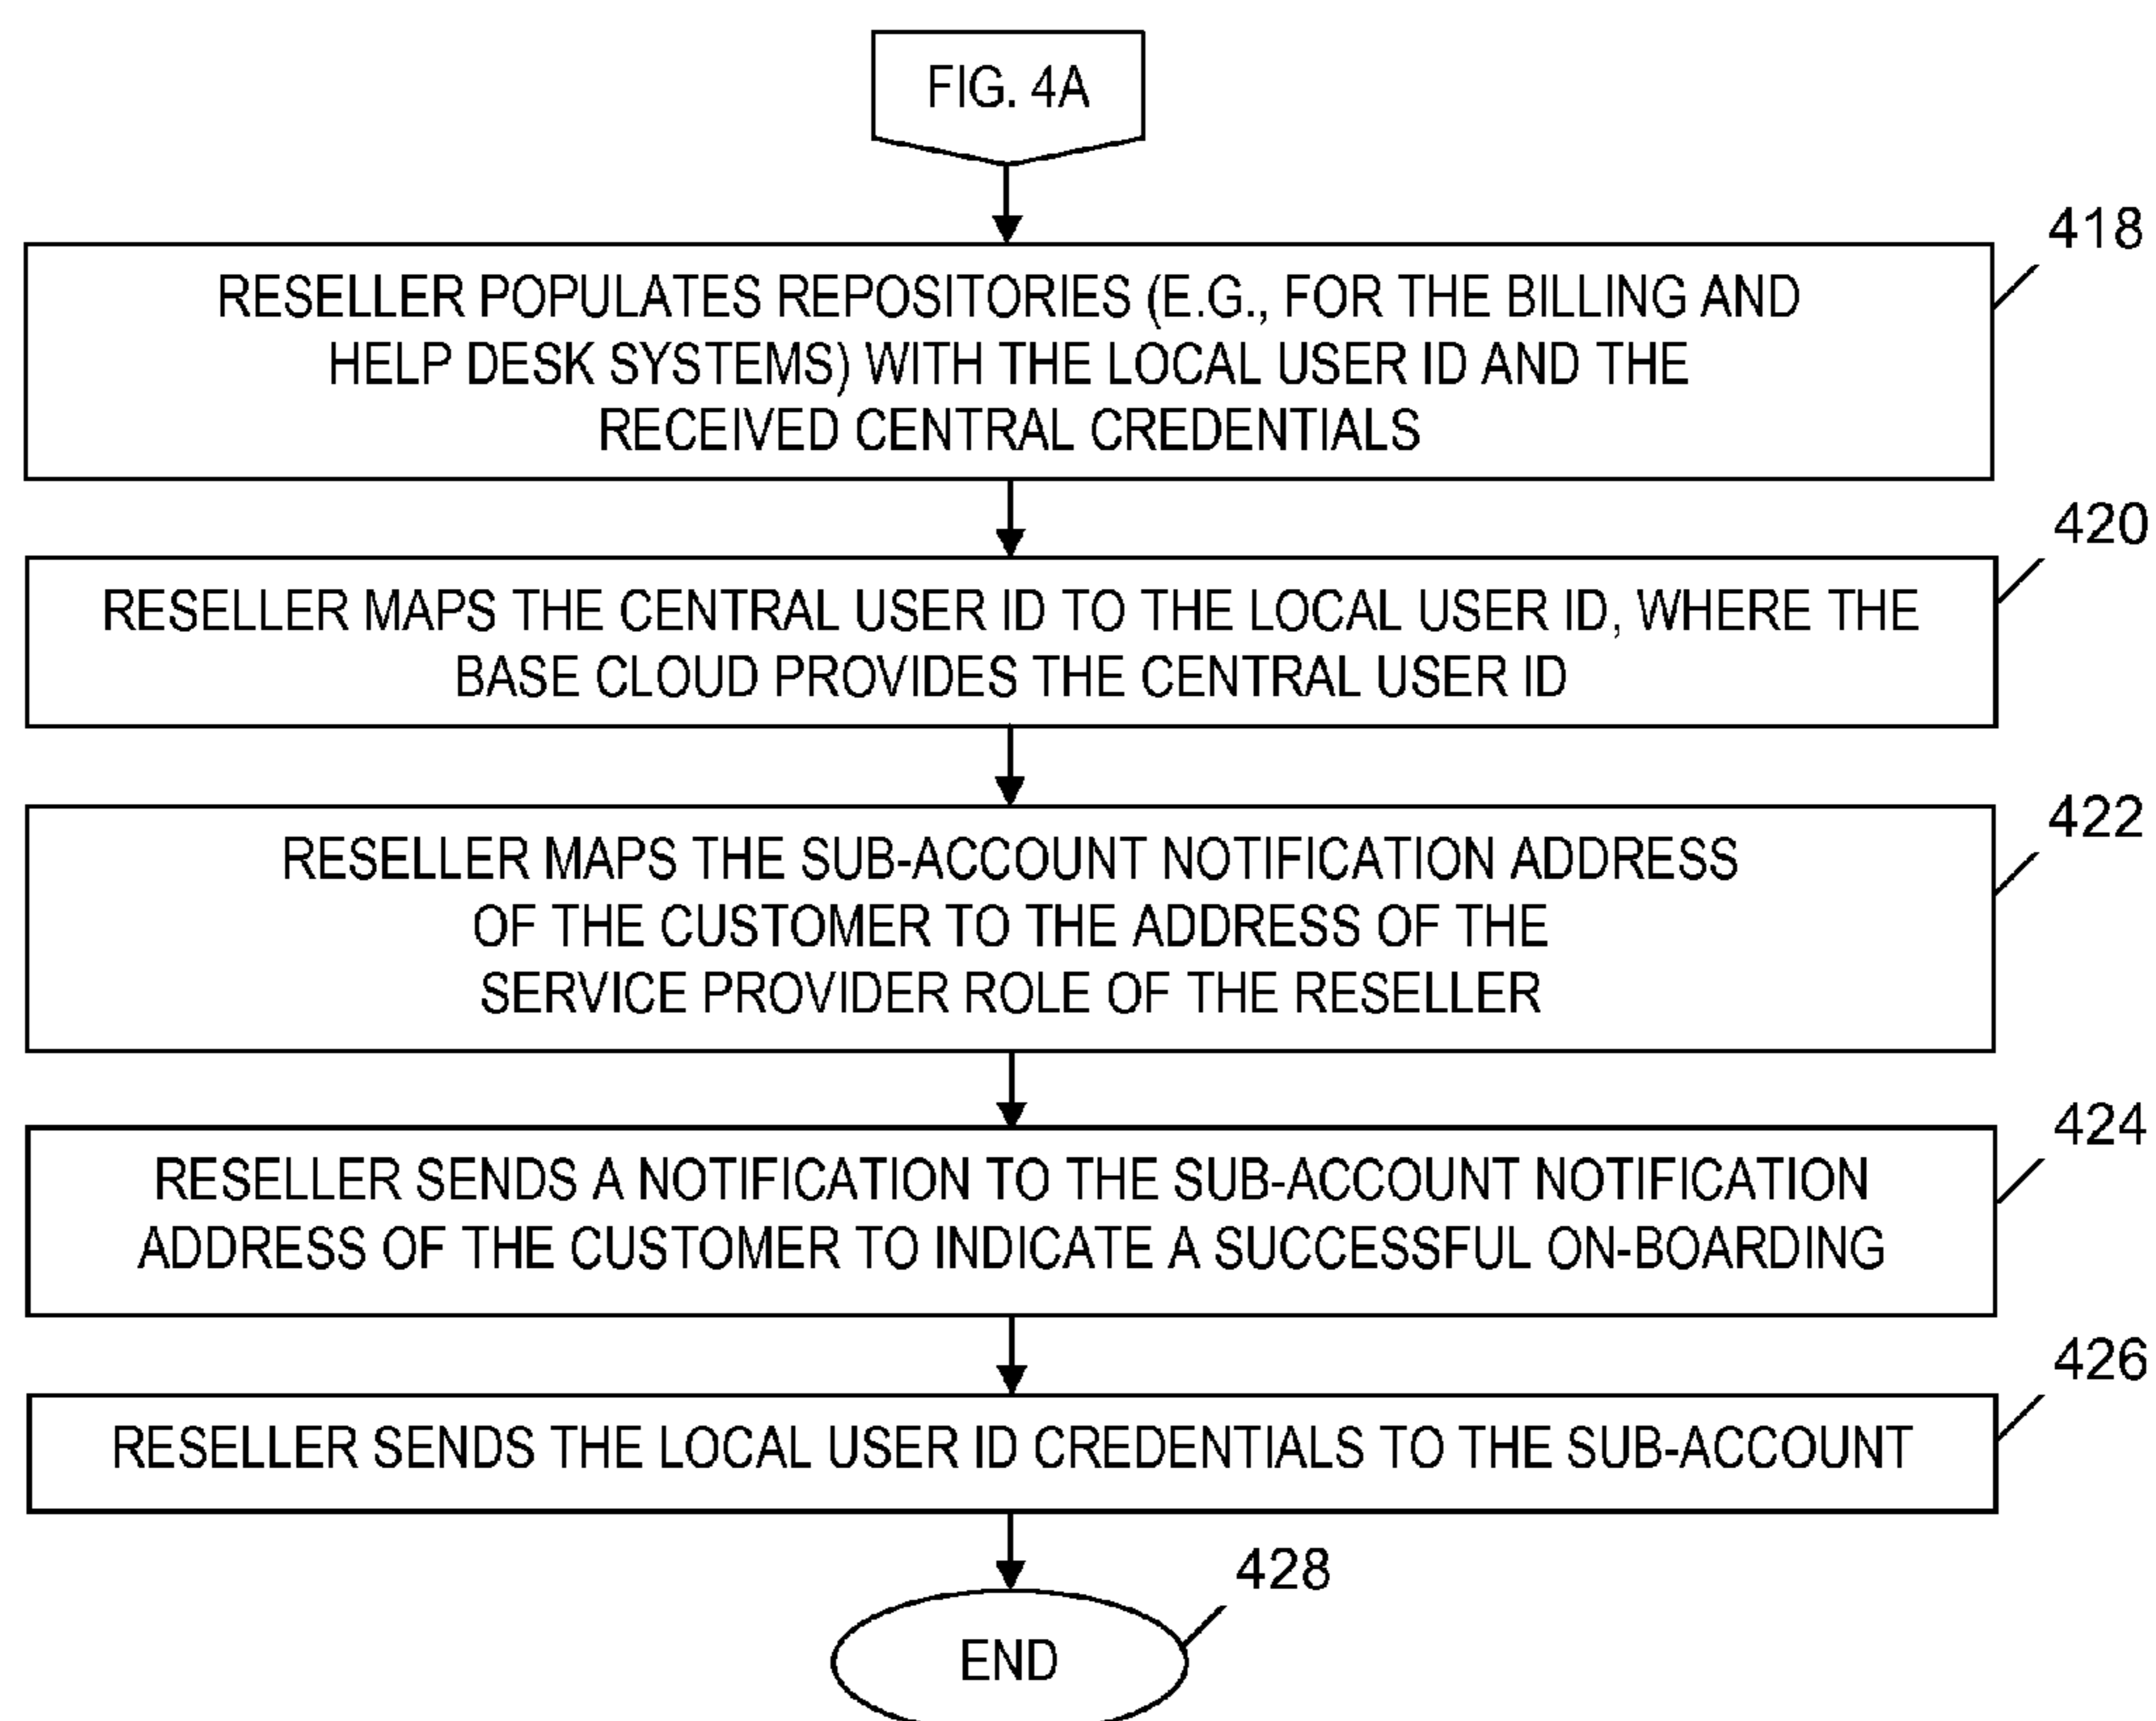 FIG. 4A
418
RESELLER POPULATES REPOSITORIES (E.G., FOR THE BILLING AND
HELP DESK SYSTEMS) WITH THE LOCAL USER ID AND THE
RECEIVED CENTRAL CREDENTIALS
420
RESELLER MAPS THE CENTRAL USER ID TO THE LOCAL USER ID, WHERE THE
BASE CLOUD PROVIDES THE CENTRAL USER ID
422
RESELLER MAPS THE SUB-ACCOUNT NOTIFICATION ADDRESS
OF THE CUSTOMER TO THE ADDRESS OF THE
SERVICE PROVIDER ROLE OF THE RESELLER
424
RESELLER SENDS A NOTIFICATION TO THE SUB-ACCOUNT NOTIFICATION
ADDRESS OF THE CUSTOMER TO INDICATE A SUCCESSFUL ON-BOARDING
426
RESELLER SENDS THE LOCAL USER ID CREDENTIALS TO THE SUB-ACCOUNT
428
END